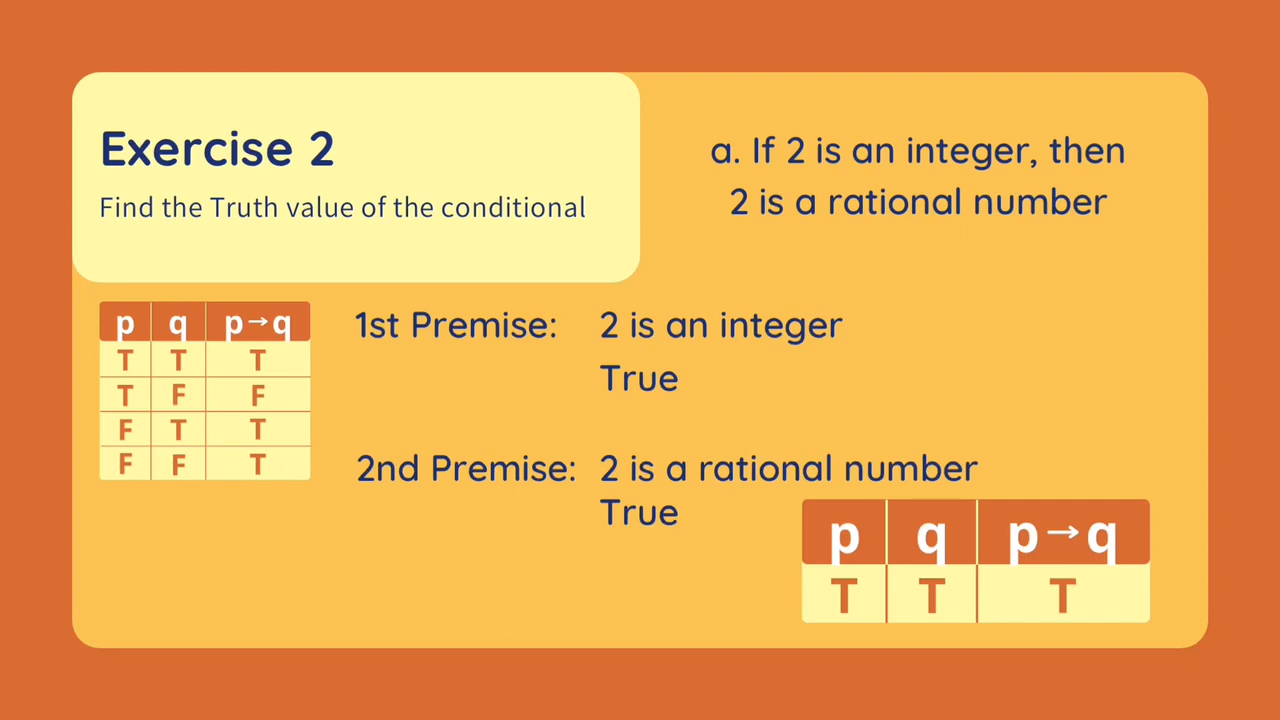 Exercise 2
Find the Truth value of the conditional
a. If 2 is an integer, then
2 is a rational number
p q p→q
T T T
T F F
F T T
F F T
1st Premise: 2 is an integer
True
2nd Premise: 2 is a rational number
True
p q p→q
T T T